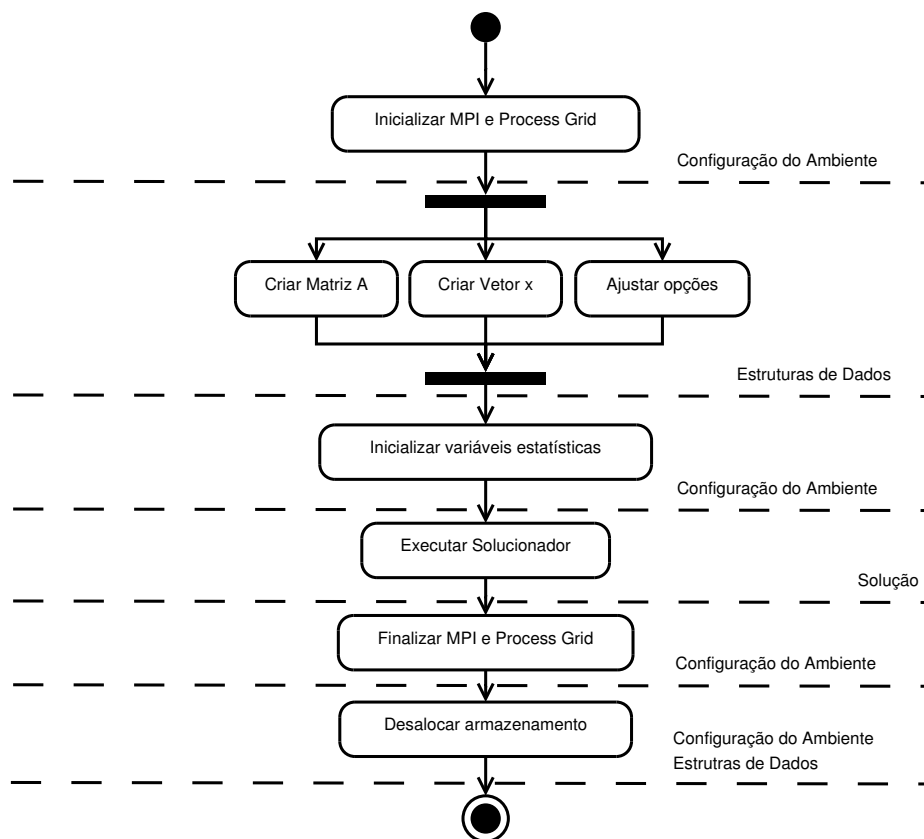 Inicializar MPI e Process Grid
Configuração do Ambiente
Criar Matriz A
Criar Vetor x
Ajustar opções
Estruturas de Dados
Inicializar variáveis estatísticas
Configuração do Ambiente
Executar Solucionador
Solução
Finalizar MPI e Process Grid
Configuração do Ambiente
Desalocar armazenamento
Configuração do Ambiente
Estrutras de Dados